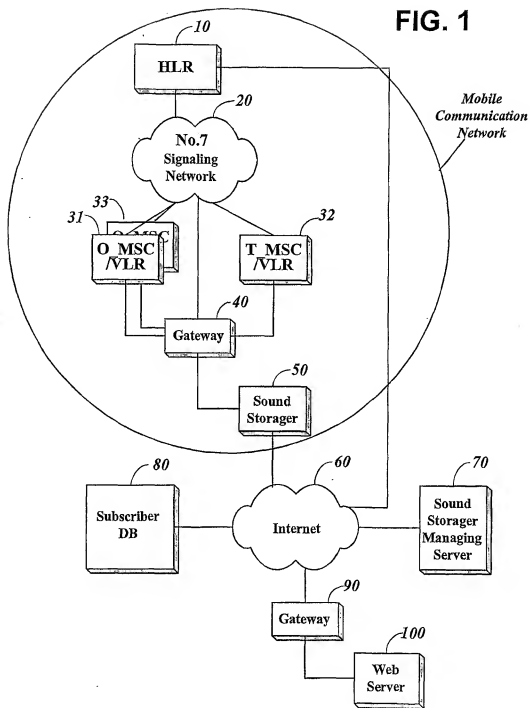 FIG. 1
10
HLR
20
Mobile
Communication
Network
No.7
Signaling
Network
33
31
32
O_MSC
O_MSC
/VLR
T_MSC
/VLR
40
Gateway
50
Sound
Storager
80
60
70
Subscriber
DB
Internet
Sound
Storager
Managing
Server
90
Gateway
100
Web
Server